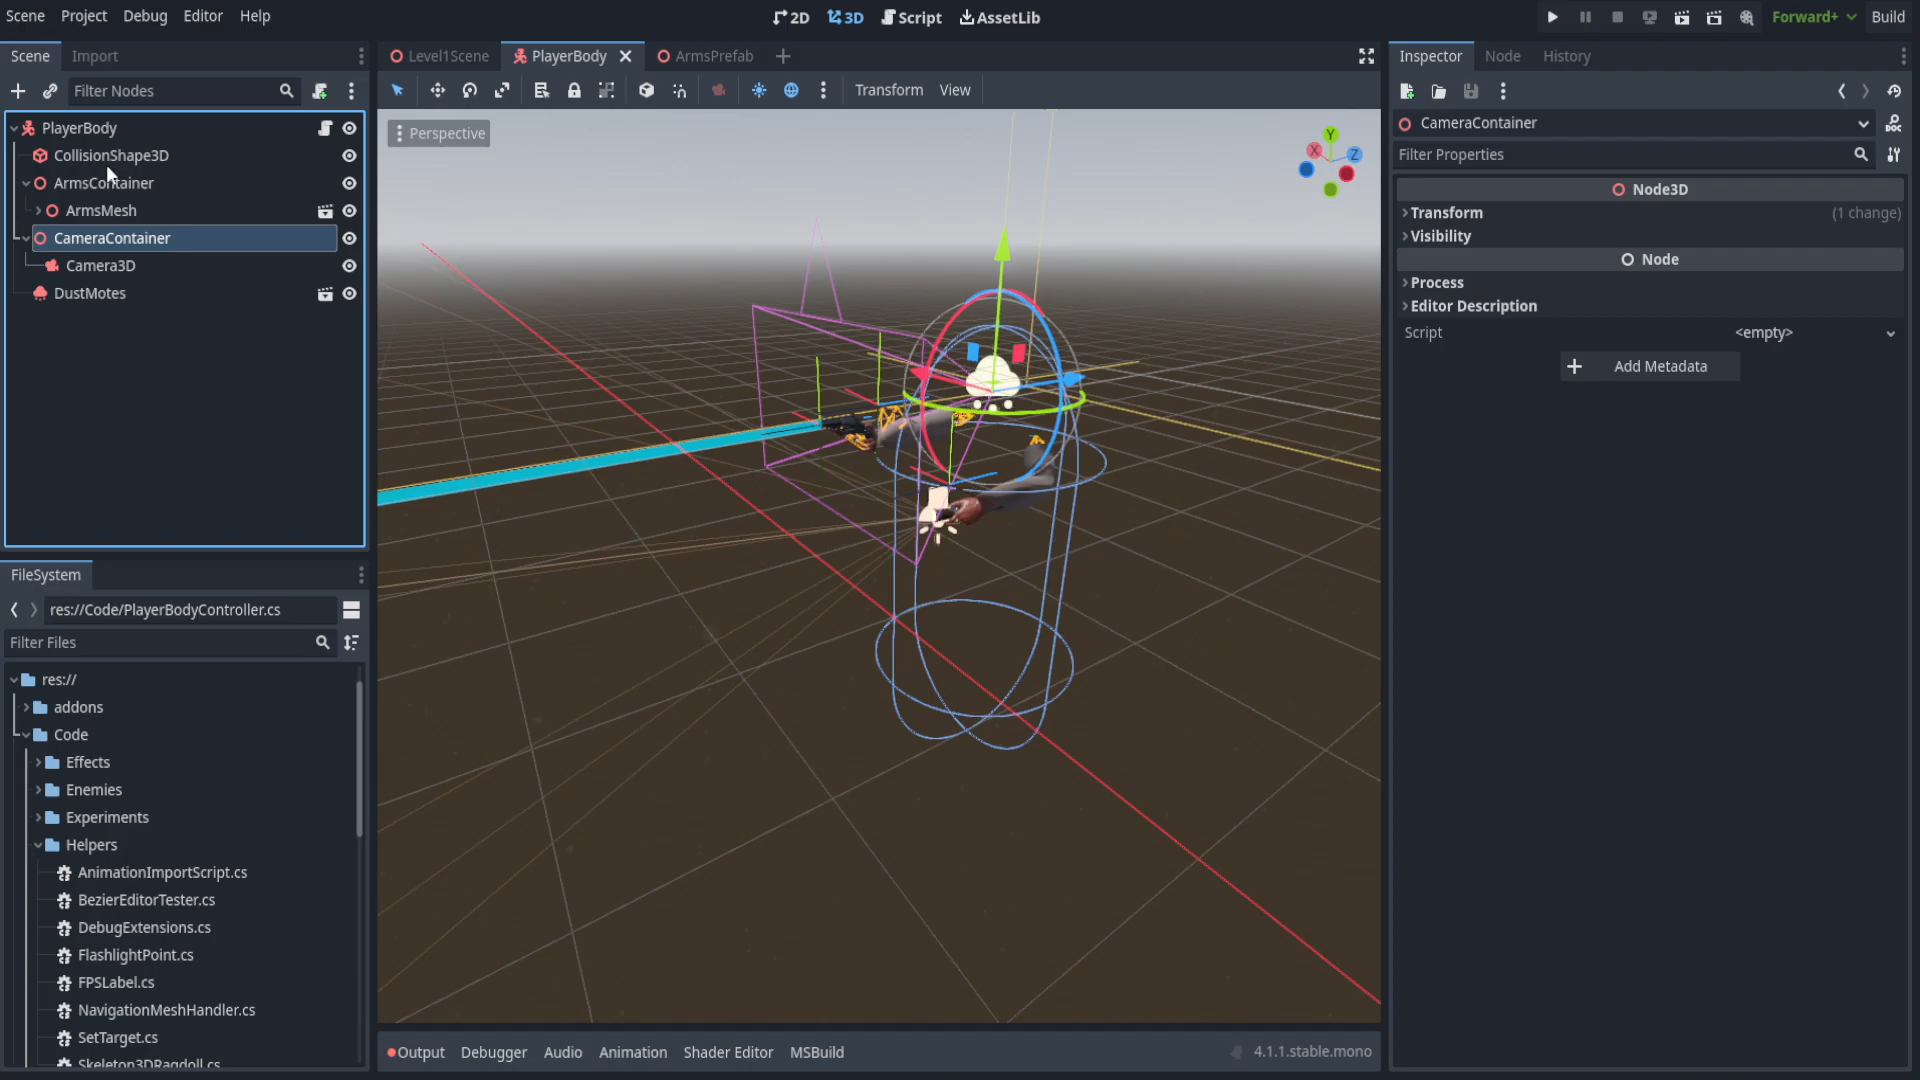 Scene Project Debug Editor Help
2D 3D Script AssetLib
Forward+ Build
Scene Import
Filter Nodes
PlayerBody
CollisionShape3D
ArmsContainer
ArmsMesh
CameraContainer
Camera3D
DustMotes
FileSystem
res://Code/PlayerBodyController.cs
Filter Files
res://
addons
Code
Effects
Enemies
Experiments
Helpers
AnimationImportScript.cs
BezierEditorTester.cs
DebugExtensions.cs
FlashlightPoint.cs
FPSLabel.cs
NavigationMeshHandler.cs
SetTarget.cs
Skeleton3DRagdoll.cs
Level1Scene PlayerBody ArmsPrefab
Transform View
Perspective
Y
X
Z
Output Debugger Audio Animation Shader Editor MSBuild
4.1.1.stable.mono
Inspector Node History
CameraContainer
Filter Properties
Node3D
Transform (1 change)
Visibility
Node
Process
Editor Description
Script <empty>
Add Metadata